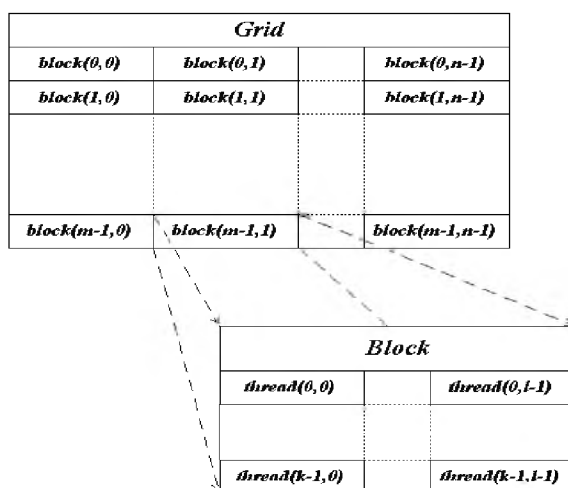 Grid
block(0,0) block(0,1) block(0,n-1)
block(1,0) block(1,1) block(1,n-1)
block(m-1,0) block(m-1,1) block(m-1,n-1)
Block
thread(0,0) thread(0,l-1)
thread(k-1,0) thread(k-1,l-1)